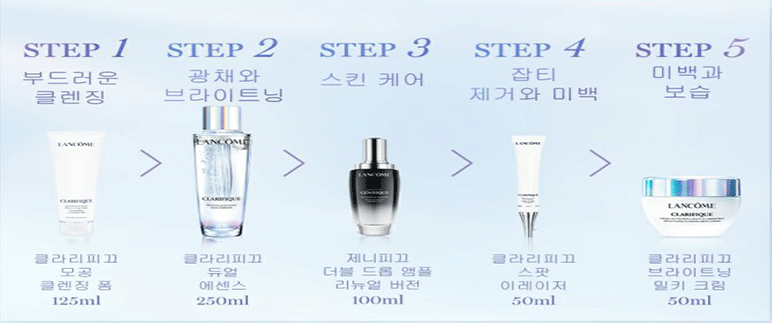 STEP 1
부드러운
클렌징
STEP 2
광채와
브라이트닝
STEP 3
스킨 케어
STEP 4
잡티
제거와 미백
STEP 5
미백과
보습
LANCÔME
클라리피끄
모공
클렌징 폼
125ml
LANCÔME
CLARIFIQUE
클라리피끄
듀얼
에센스
250ml
LANCÔME
GÉNIFIQUE
제니피끄
더블 드롭 앰플
리뉴얼 버전
100ml
LANCÔME
클라리피끄
스팟
이레이저
50ml
LANCÔME
CLARIFIQUE
클라리피끄
브라이트닝
밀키 크림
50ml